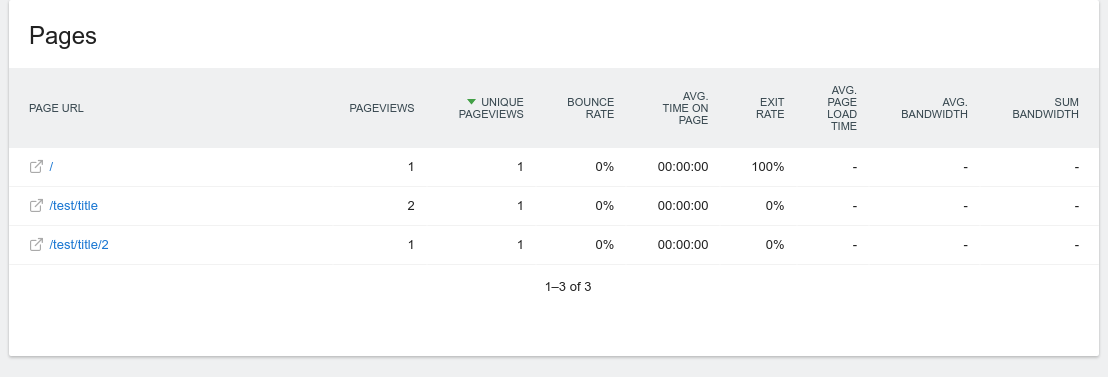 Pages
PAGE URL PAGEVIEWS UNIQUE PAGEVIEWS BOUNCE RATE AVG. TIME ON PAGE EXIT RATE AVG. PAGE LOAD TIME AVG. BANDWIDTH SUM BANDWIDTH
/ 1 1 0% 00:00:00 100% - - -
/test/title 2 1 0% 00:00:00 0% - - -
/test/title/2 1 1 0% 00:00:00 0% - - -
1–3 of 3